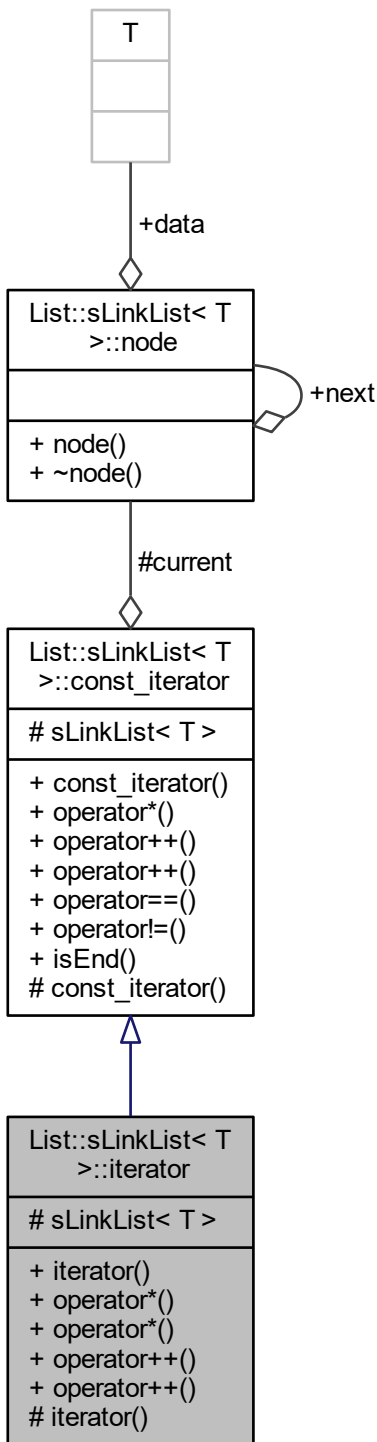 T
+data
List::sLinkList< T
>::node
+next
+ node()
+ ~node()
#current
List::sLinkList< T
>::const_iterator
# sLinkList< T >
+ const_iterator()
+ operator*()
+ operator++()
+ operator++()
+ operator==()
+ operator!=()
+ isEnd()
# const_iterator()
List::sLinkList< T
>::iterator
# sLinkList< T >
+ iterator()
+ operator*()
+ operator*()
+ operator++()
+ operator++()
# iterator()